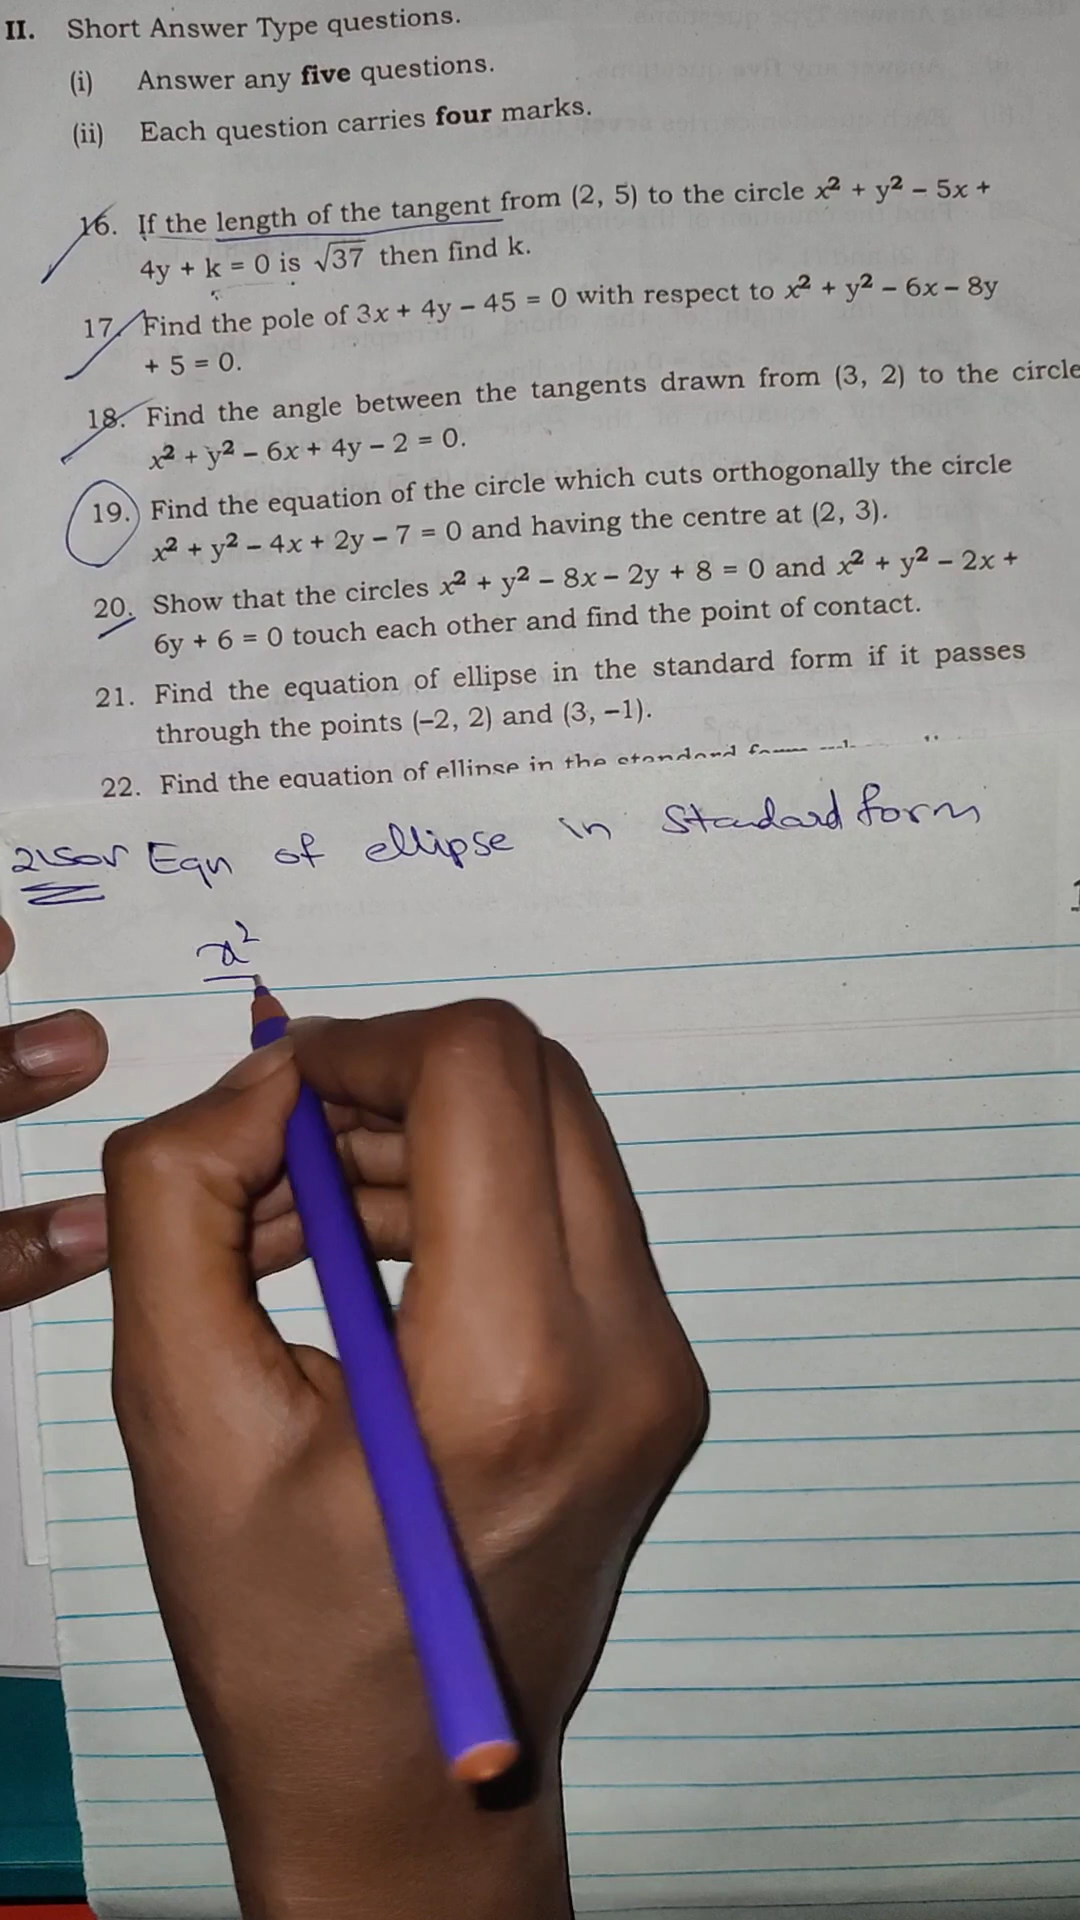 II. Short Answer Type questions.
(i) Answer any five questions.
(ii) Each question carries four marks.
16. If the length of the tangent from (2, 5) to the circle x² + y² – 5x +
4y + k = 0 is √37 then find k.
17. Find the pole of 3x + 4y – 45 = 0 with respect to x² + y² – 6x – 8y
+ 5 = 0.
18. Find the angle between the tangents drawn from (3, 2) to the circle
x² + y² – 6x + 4y – 2 = 0.
19. Find the equation of the circle which cuts orthogonally the circle
x² + y² – 4x + 2y – 7 = 0 and having the centre at (2, 3).
20. Show that the circles x² + y² – 8x – 2y + 8 = 0 and x² + y² – 2x +
6y + 6 = 0 touch each other and find the point of contact.
21. Find the equation of ellipse in the standard form if it passes
through the points (–2, 2) and (3, –1).
22. Find the equation of ellipse in the standard form
21 Sol Eqn of ellipse in Standard form
x²